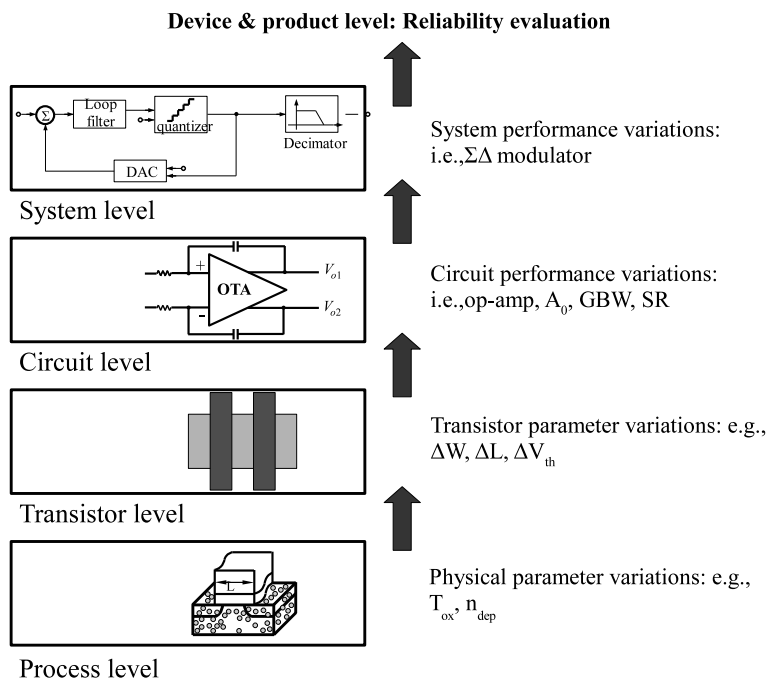 Device & product level: Reliability evaluation
Σ
Loop
filter
quantizer
Decimator
DAC
System level
System performance variations:
i.e.,ΣΔ modulator
+
-
OTA
Vo1
Vo2
Circuit level
Circuit performance variations:
i.e.,op-amp, A0, GBW, SR
Transistor level
Transistor parameter variations: e.g.,
ΔW, ΔL, ΔVth
L
Process level
Physical parameter variations: e.g.,
Tox, ndep